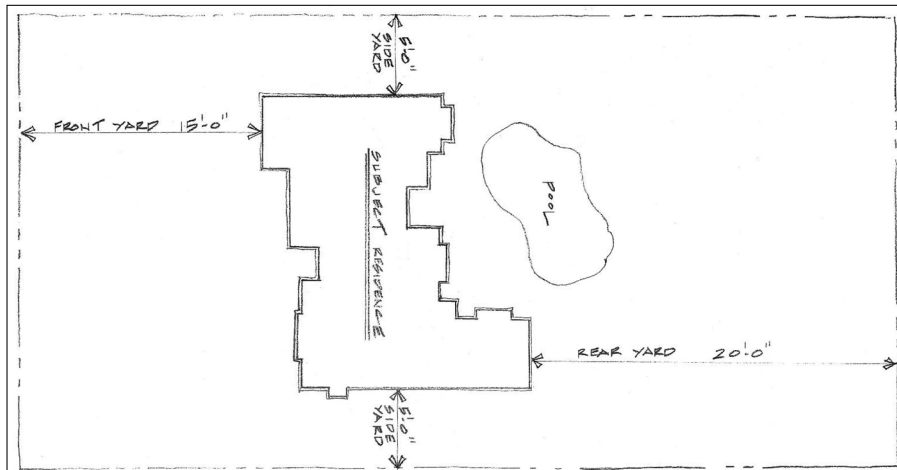 5'-0"
SIDE
YARD
FRONT YARD 15'-0"
SUBJECT RESIDENCE
POOL
REAR YARD 20'-0"
5'-0"
SIDE
YARD